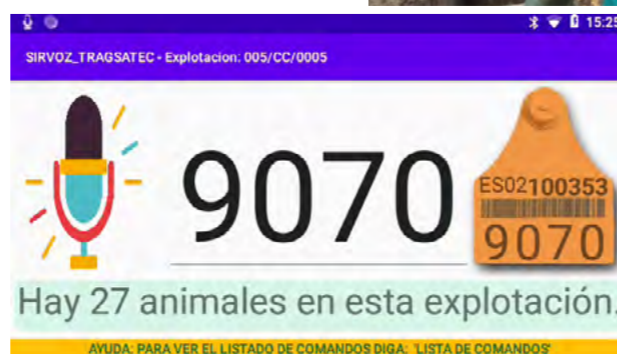 15:25
SIRVOZ_TRAGSATEC - Explotacion: 005/CC/0005
9070
ES02100353
9070
Hay 27 animales en esta explotación.
AYUDA: PARA VER EL LISTADO DE COMANDOS DIGA: 'LISTA DE COMANDOS'